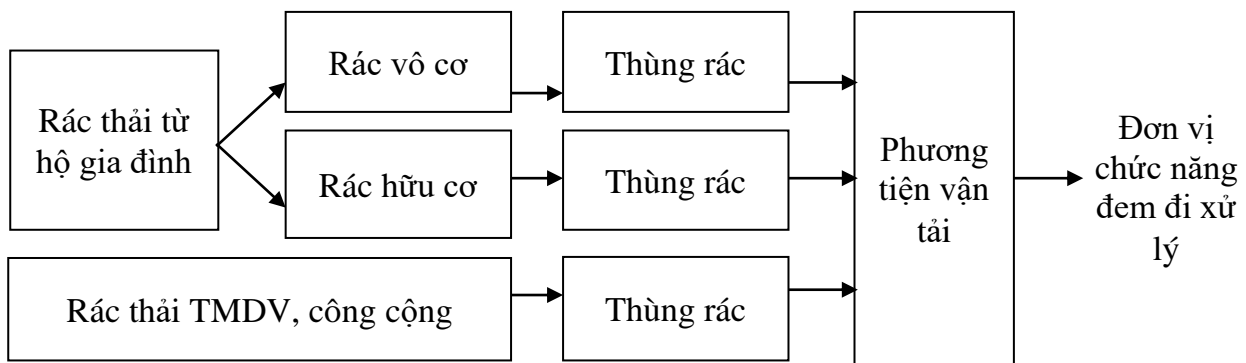 Rác thải từ
hộ gia đình
Rác vô cơ
Thùng rác
Rác hữu cơ
Thùng rác
Rác thải TMDV, công cộng
Thùng rác
Phương
tiện vận
tải
Đơn vị
chức năng
đem đi xử
lý